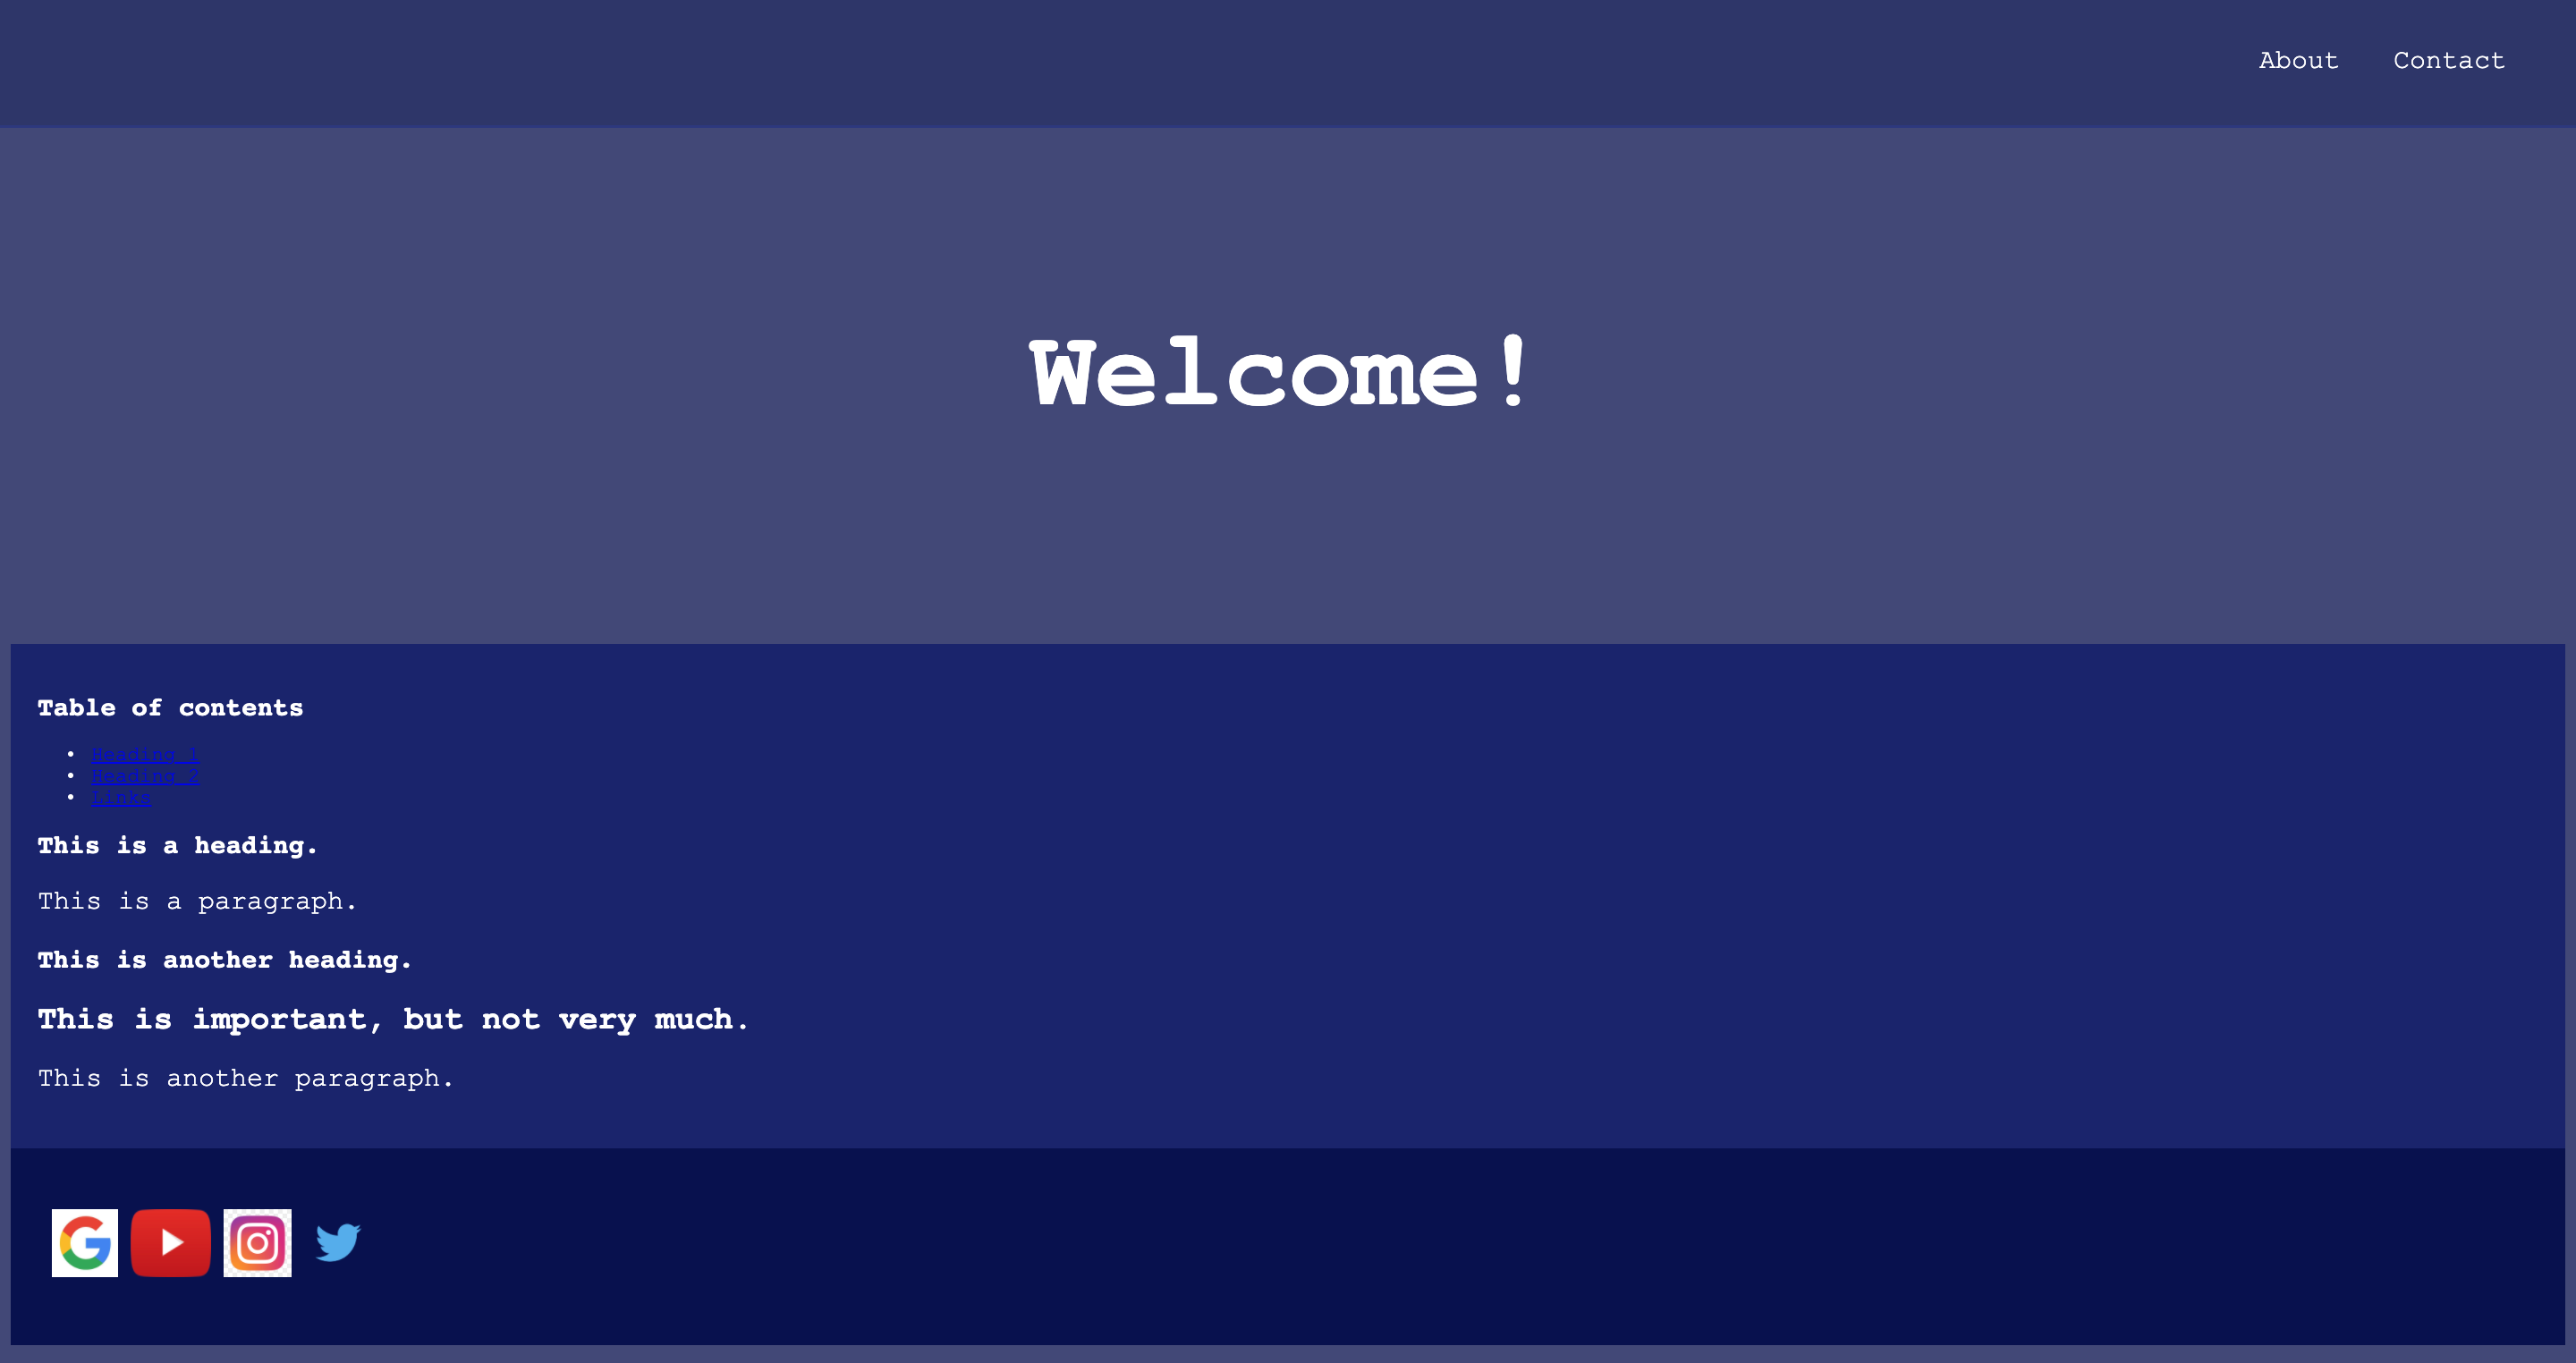 About Contact
Welcome!
Table of contents
• Heading 1
• Heading 2
• Links
This is a heading.
This is a paragraph.
This is another heading.
This is important, but not very much.
This is another paragraph.